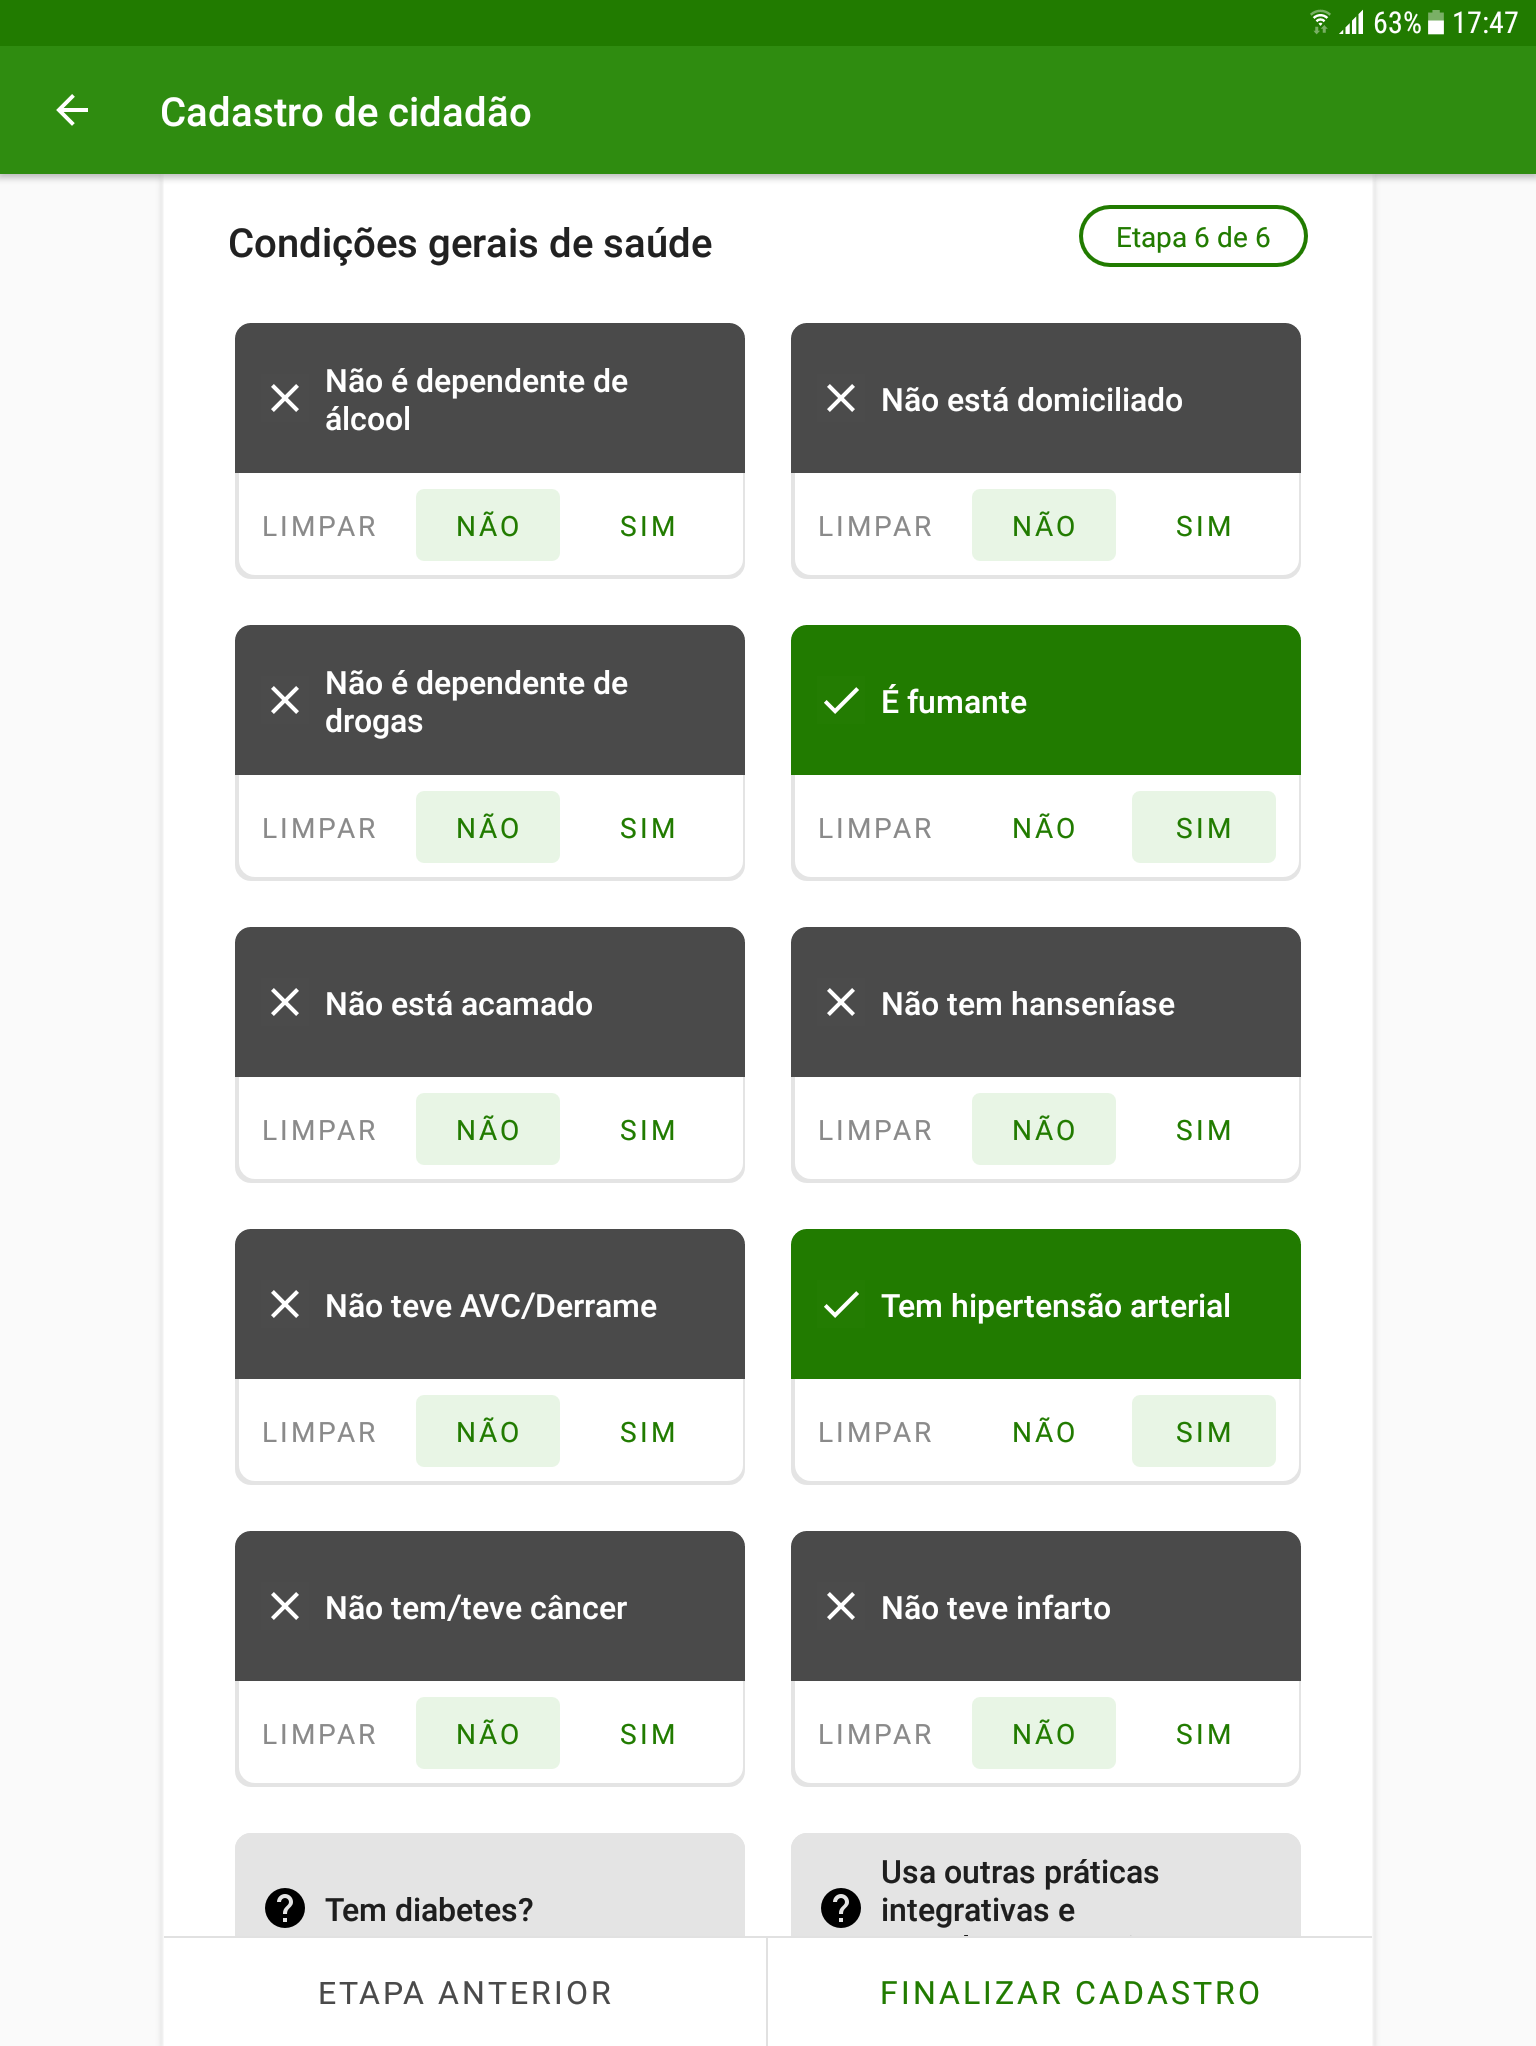 63% 17:47
Cadastro de cidadão
Condições gerais de saúde
Etapa 6 de 6
Não é dependente de
álcool
LIMPAR NÃO SIM
Não está domiciliado
LIMPAR NÃO SIM
Não é dependente de
drogas
LIMPAR NÃO SIM
É fumante
LIMPAR NÃO SIM
Não está acamado
LIMPAR NÃO SIM
Não tem hanseníase
LIMPAR NÃO SIM
Não teve AVC/Derrame
LIMPAR NÃO SIM
Tem hipertensão arterial
LIMPAR NÃO SIM
Não tem/teve câncer
LIMPAR NÃO SIM
Não teve infarto
LIMPAR NÃO SIM
Tem diabetes?
Usa outras práticas
integrativas e
ETAPA ANTERIOR
FINALIZAR CADASTRO